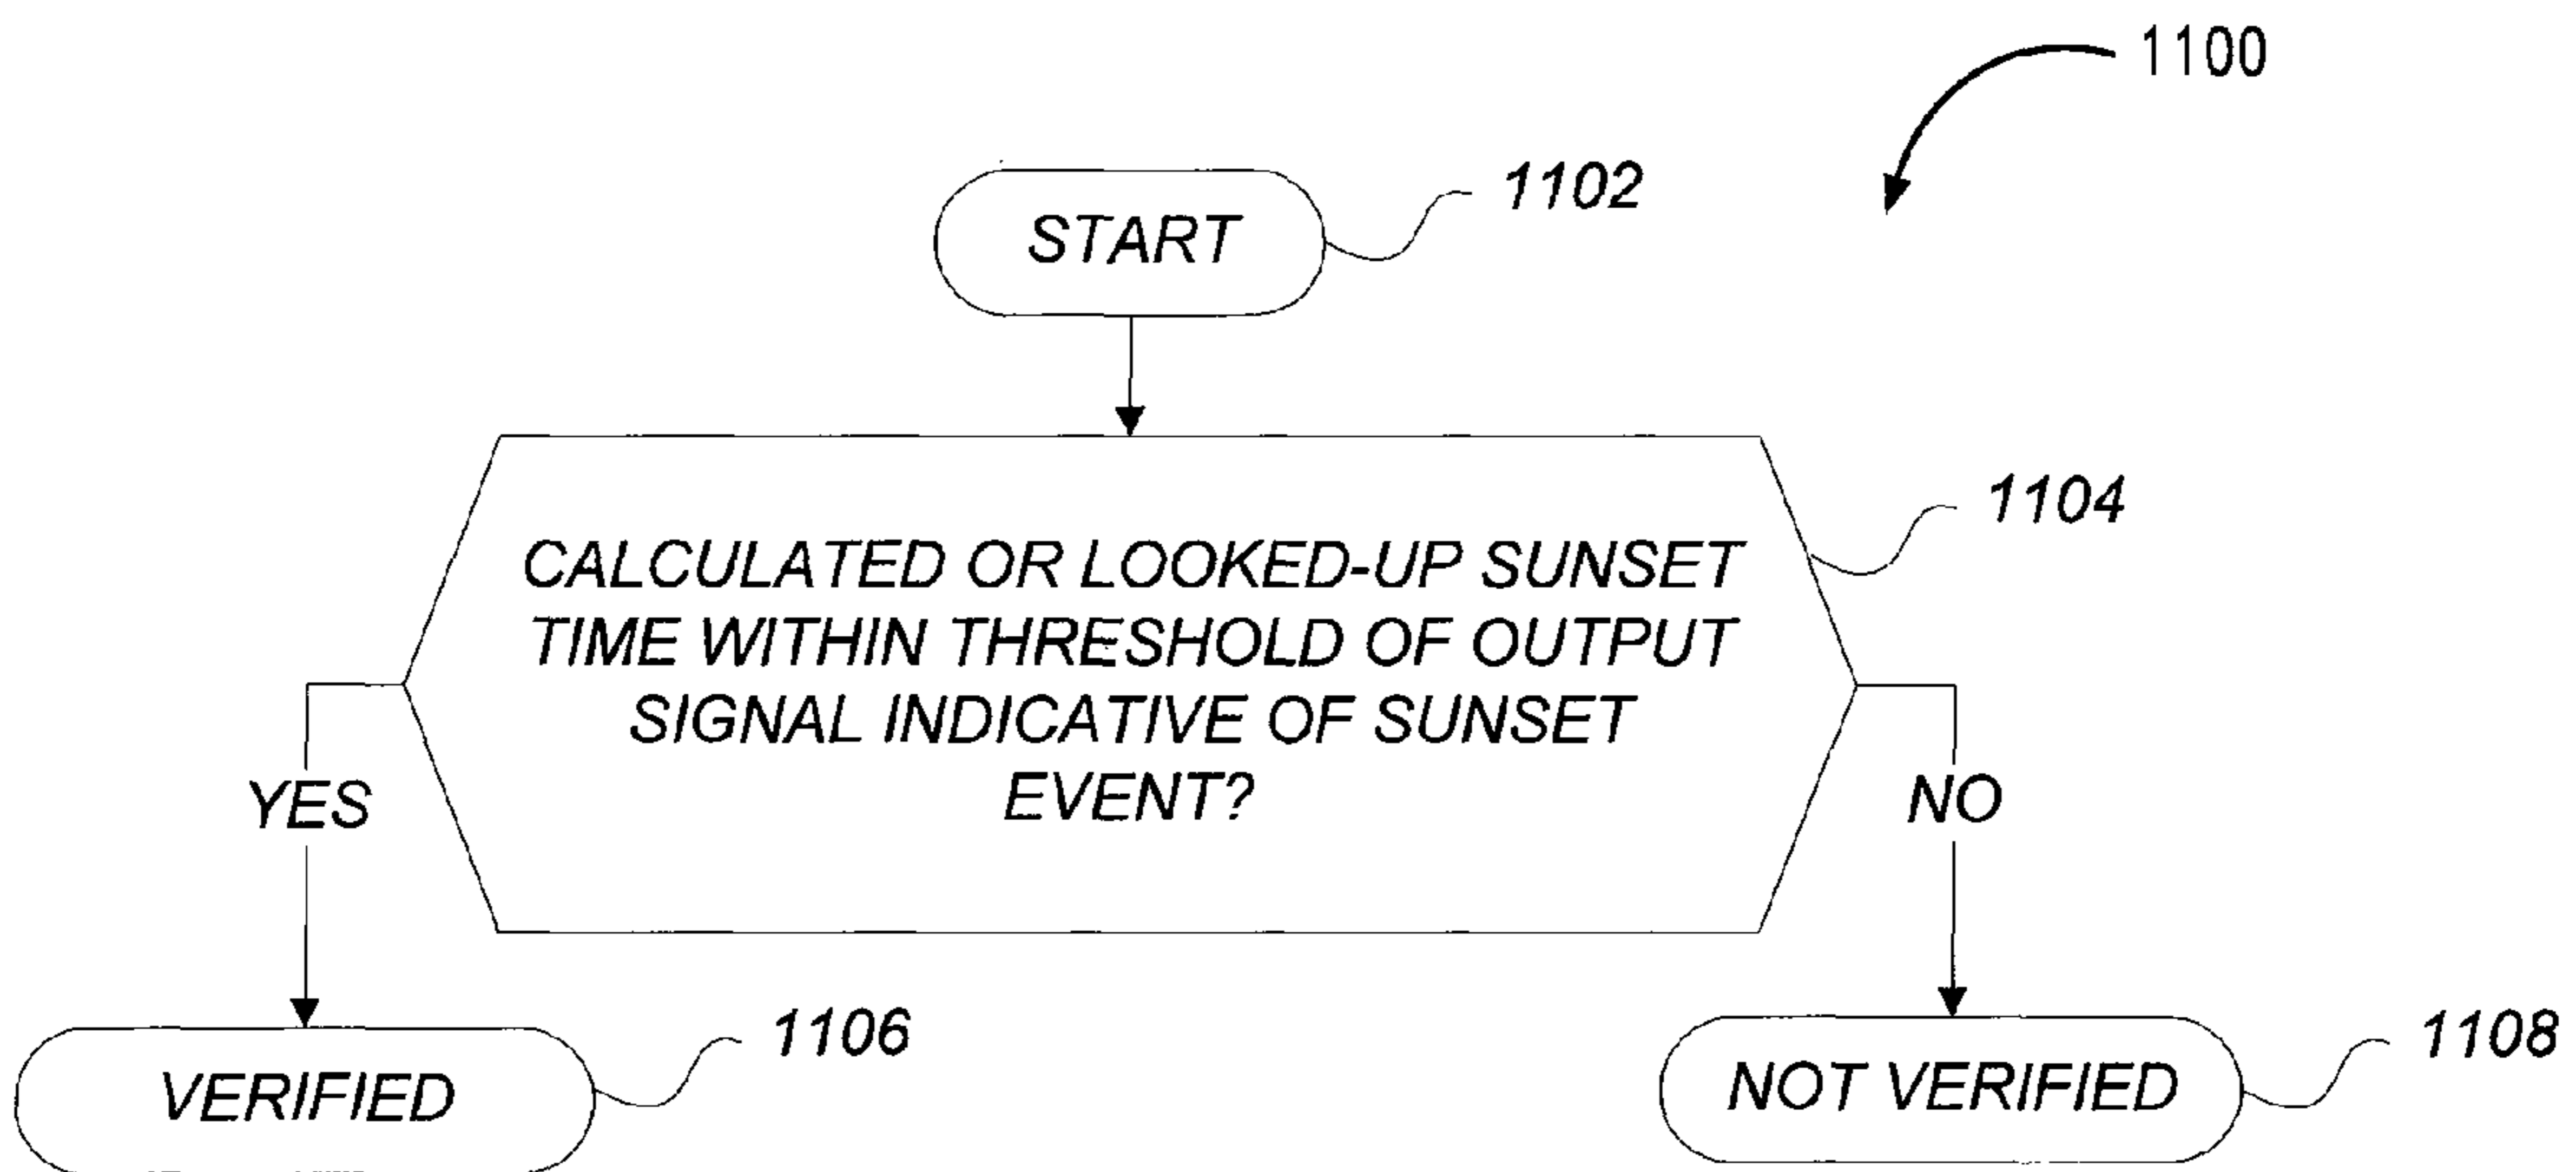 1100
START
1102
CALCULATED OR LOOKED-UP SUNSET
TIME WITHIN THRESHOLD OF OUTPUT
SIGNAL INDICATIVE OF SUNSET
EVENT?
1104
YES
NO
VERIFIED
1106
NOT VERIFIED
1108